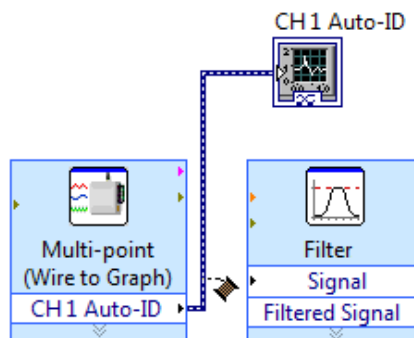 CH 1 Auto-ID
Multi-point
(Wire to Graph)
CH 1 Auto-ID
Filter
Signal
Filtered Signal